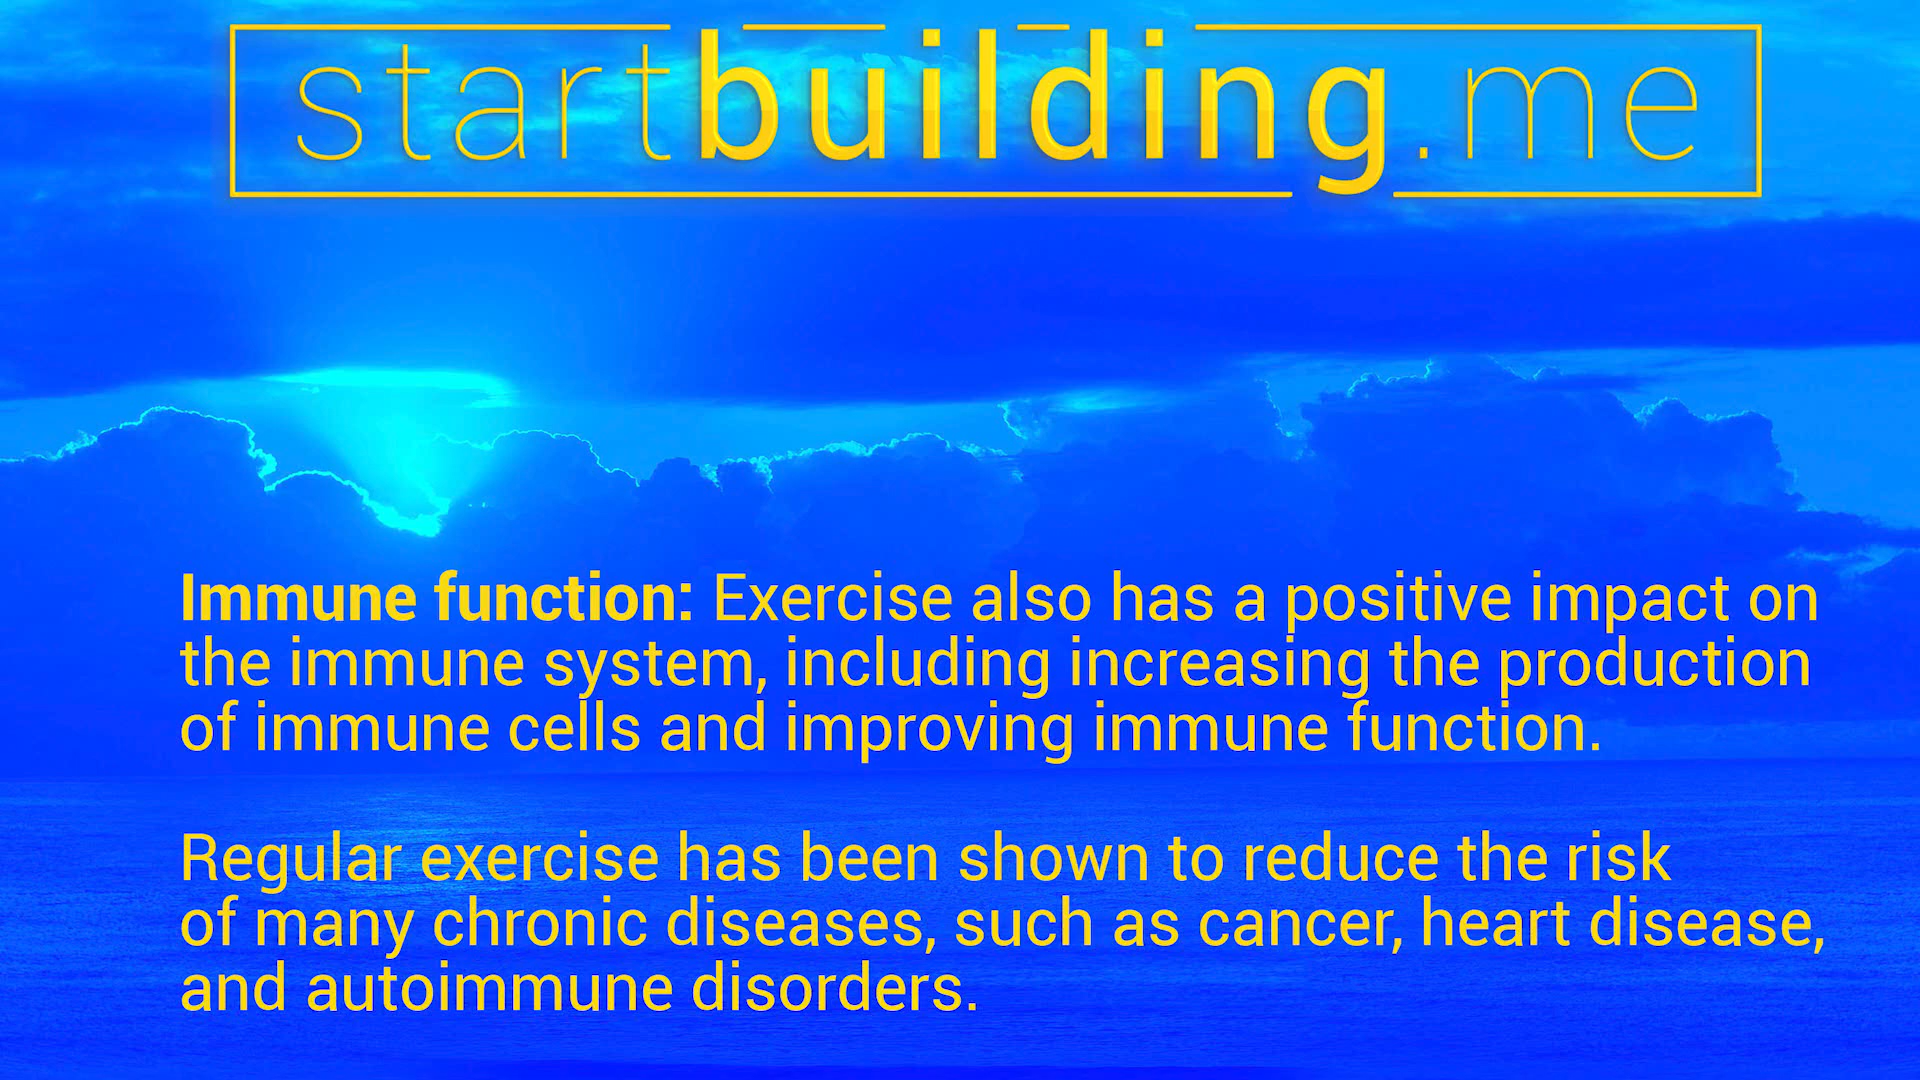 startbuilding.me
Immune function: Exercise also has a positive impact on
the immune system, including increasing the production
of immune cells and improving immune function.
Regular exercise has been shown to reduce the risk
of many chronic diseases, such as cancer, heart disease,
and autoimmune disorders.